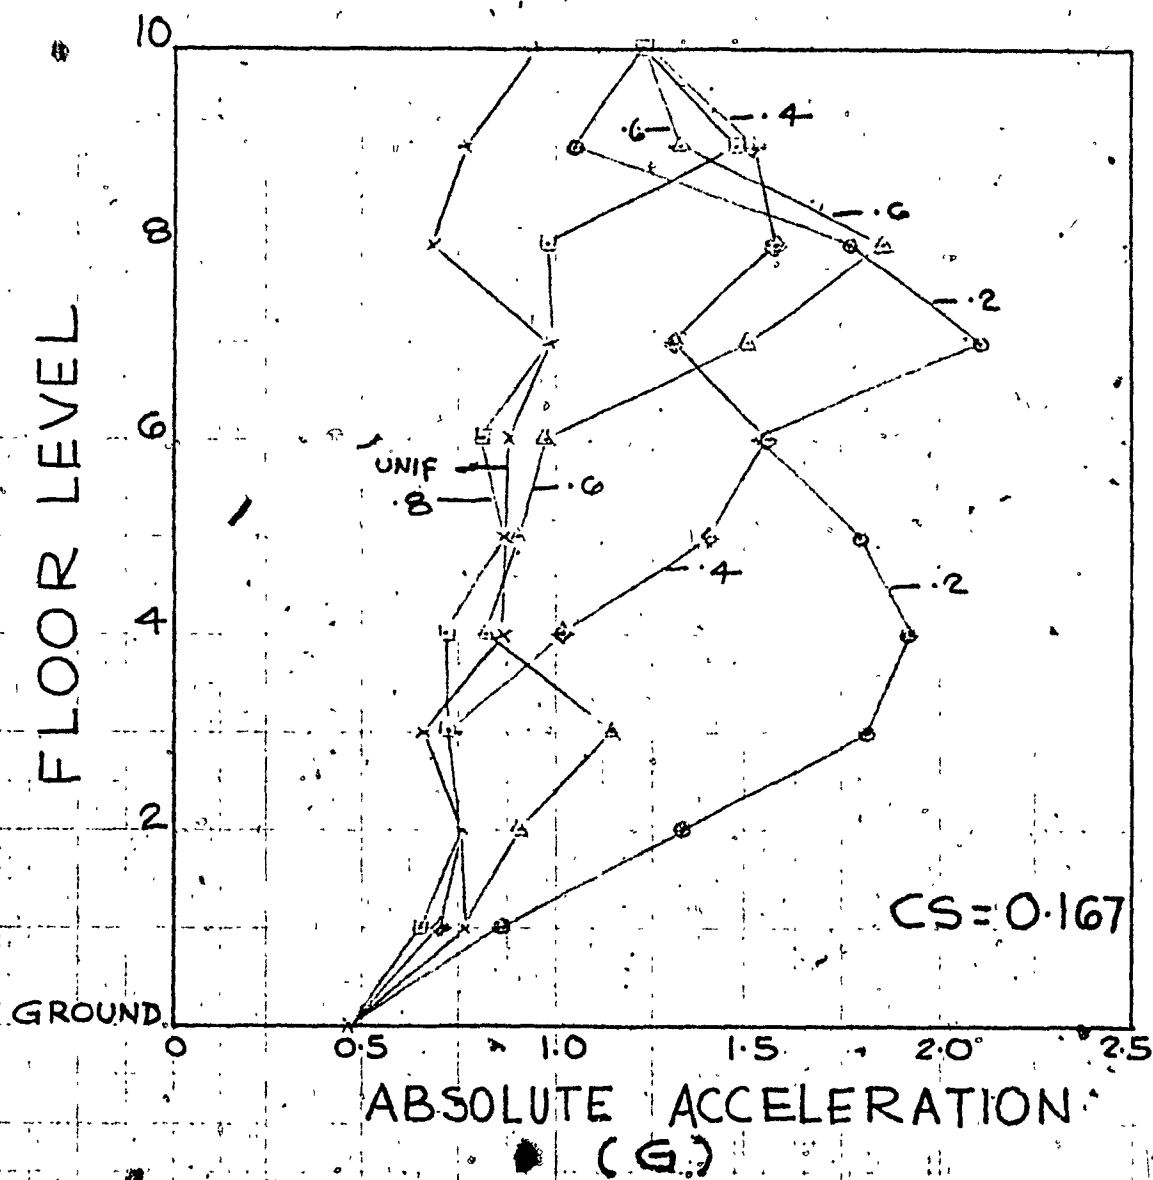 10
.4
.6
8
.6
.2
FLOOR LEVEL
6
UNIF
.8
.6
.4
.2
4
2
CS=0.167
GROUND
0 0.5 1.0 1.5 2.0 2.5
ABSOLUTE ACCELERATION
(G.)